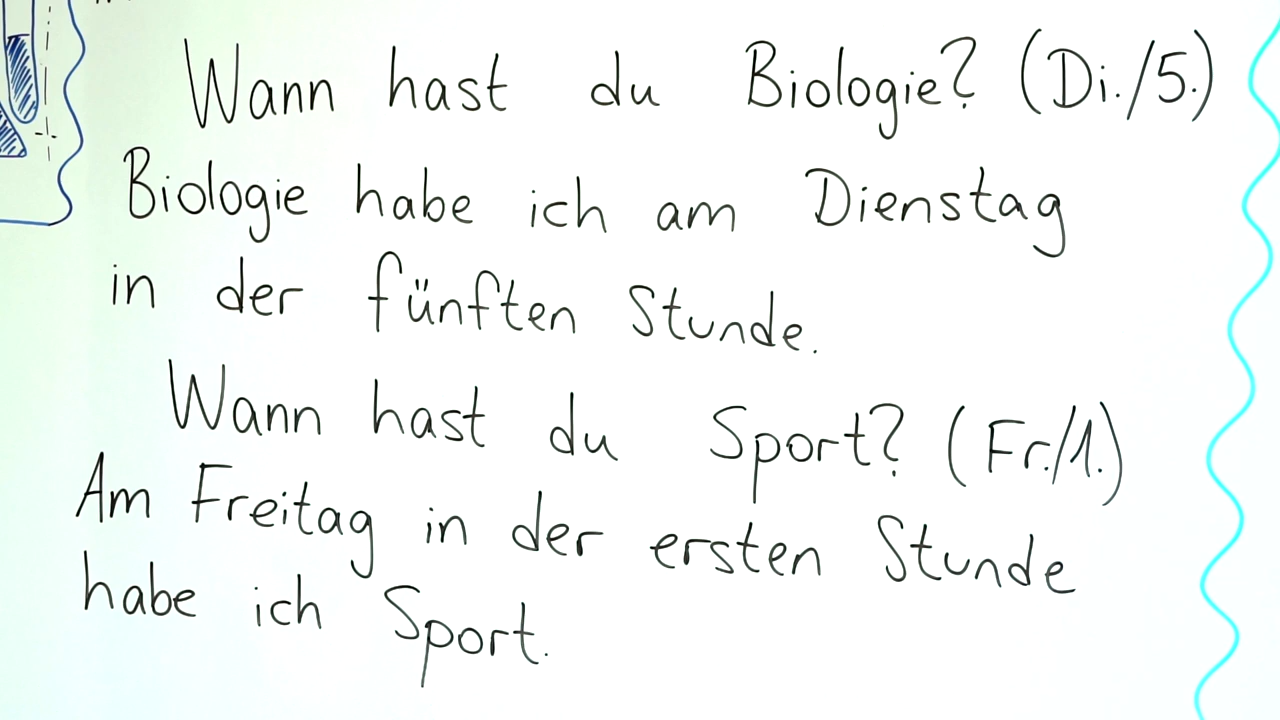 Wann hast du Biologie? (Di./5.)
Biologie habe ich am Dienstag
in der fünften Stunde.
Wann hast du Sport? (Fr./1.)
Am Freitag in der ersten Stunde
habe ich Sport.